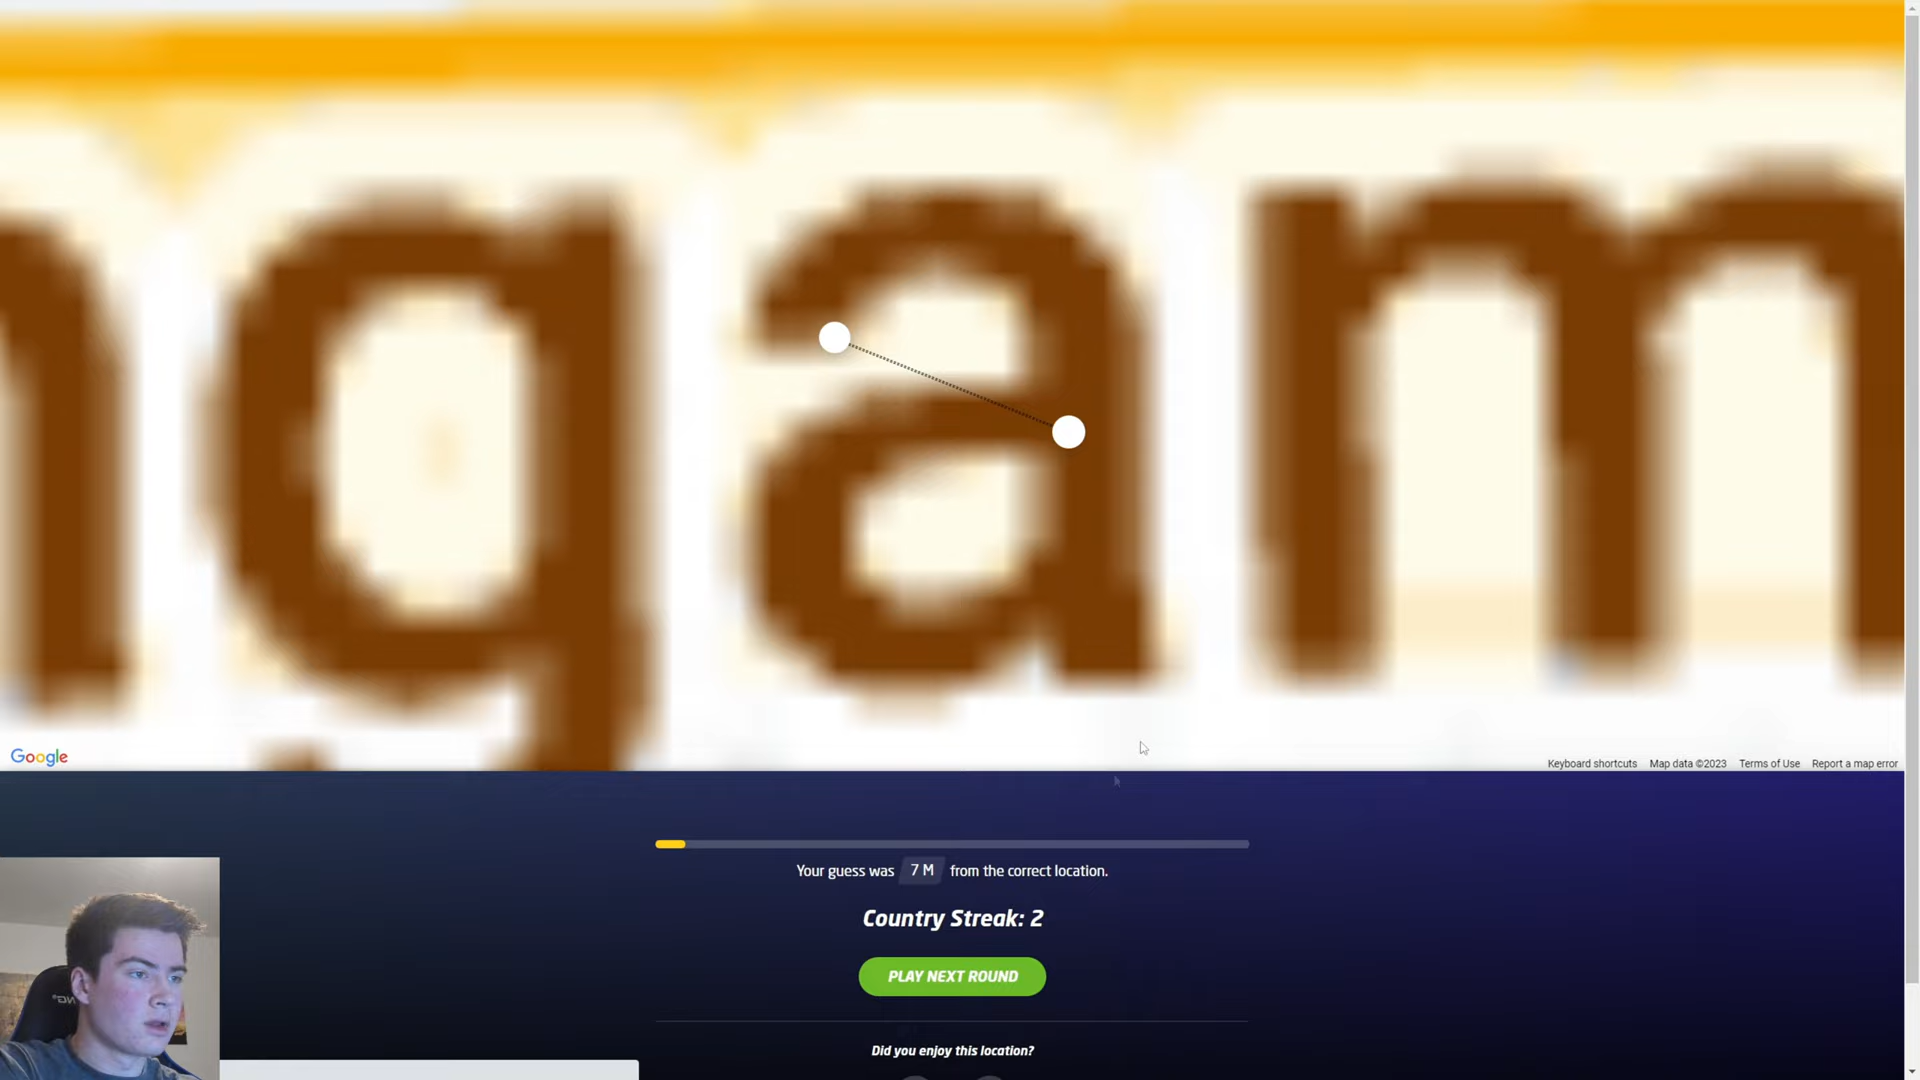 ngam
Google
Keyboard shortcuts Map data ©2023 Terms of Use Report a map error
Your guess was 7 M from the correct location.
Country Streak: 2
PLAY NEXT ROUND
Did you enjoy this location?